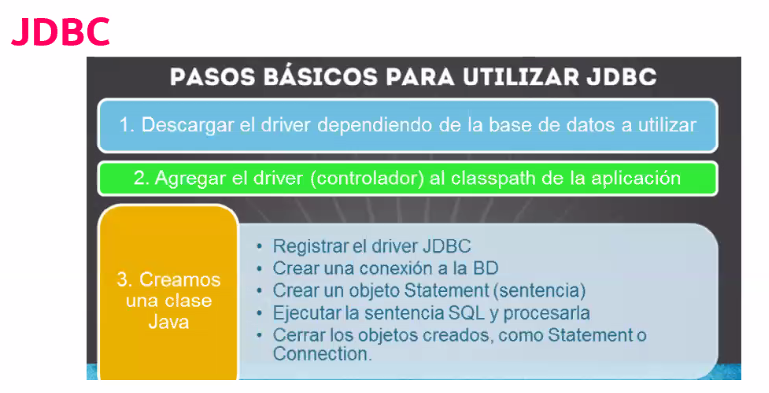 JDBC
PASOS BÁSICOS PARA UTILIZAR JDBC
1. Descargar el driver dependiendo de la base de datos a utilizar
2. Agregar el driver (controlador) al classpath de la aplicación
3. Creamos
una clase
Java
• Registrar el driver JDBC
• Crear una conexión a la BD
• Crear un objeto Statement (sentencia)
• Ejecutar la sentencia SQL y procesarla
• Cerrar los objetos creados, como Statement o
Connection.